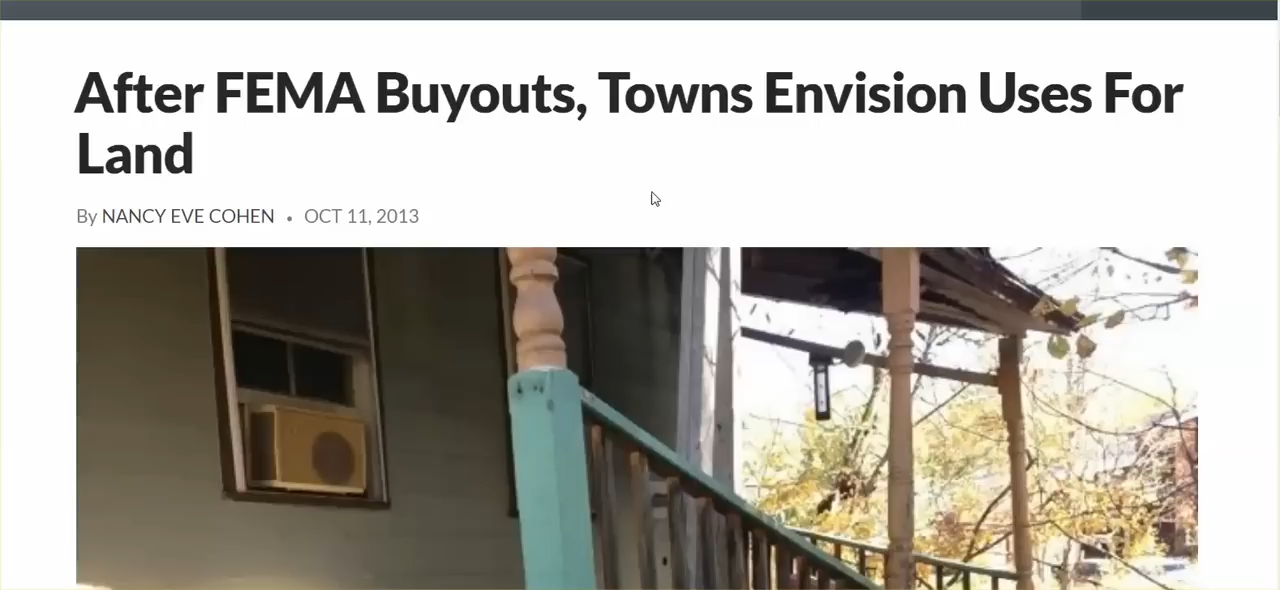 After FEMA Buyouts, Towns Envision Uses For
Land
By NANCY EVE COHEN • OCT 11, 2013